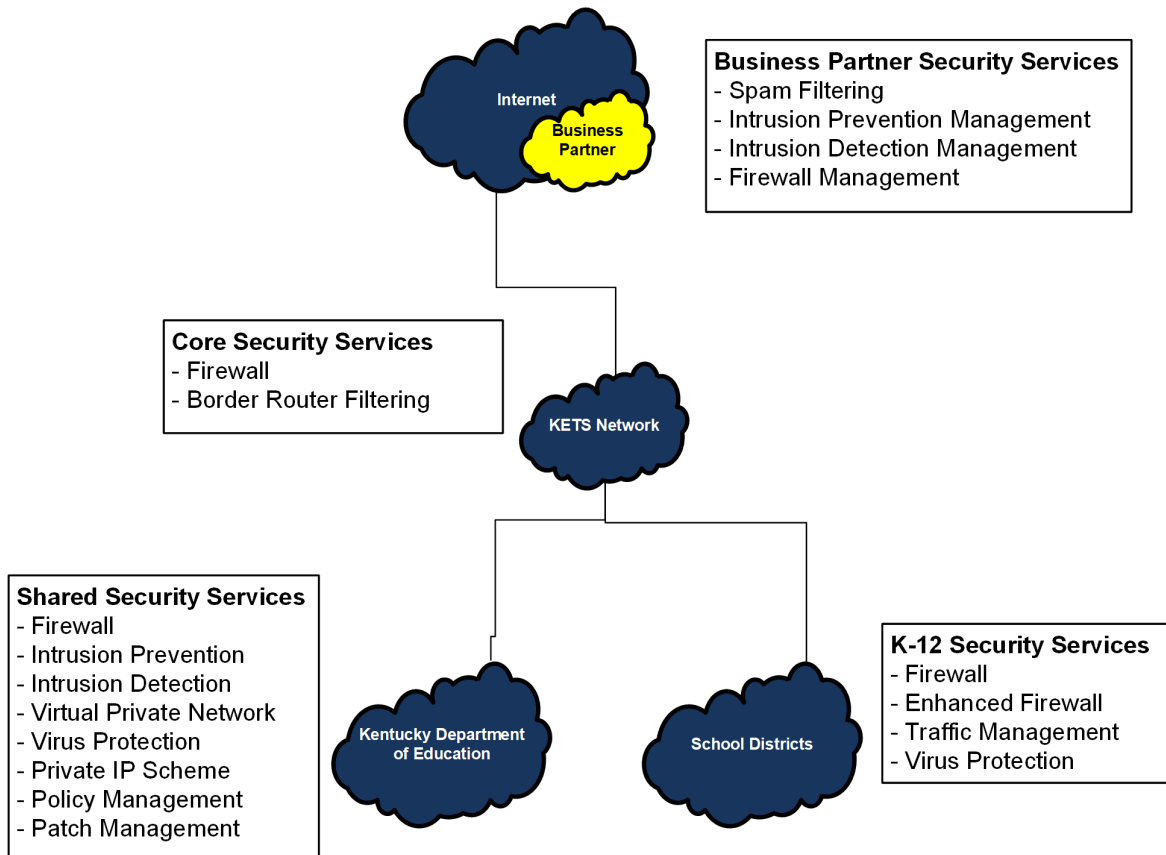 Internet
Business
Partner
Business Partner Security Services
- Spam Filtering
- Intrusion Prevention Management
- Intrusion Detection Management
- Firewall Management
Core Security Services
- Firewall
- Border Router Filtering
KETS Network
Shared Security Services
- Firewall
- Intrusion Prevention
- Intrusion Detection
- Virtual Private Network
- Virus Protection
- Private IP Scheme
- Policy Management
- Patch Management
Kentucky Department
of Education
School Districts
K-12 Security Services
- Firewall
- Enhanced Firewall
- Traffic Management
- Virus Protection